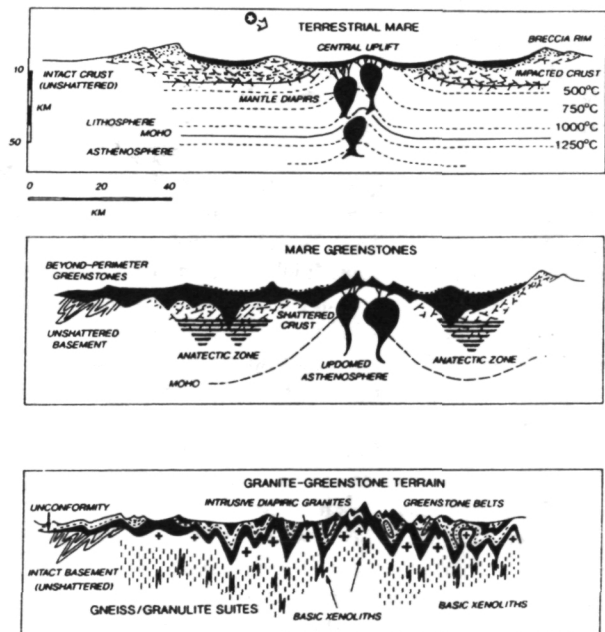 TERRESTRIAL MARE
CENTRAL UPLIFT
BRECCIA RIM
INTACT CRUST
(UNSHATTERED)
IMPACTED CRUST
10
KM
50
MANTLE DIAPIRS
LITHOSPHERE
MOHO
ASTHENOSPHERE
500°C
750°C
1000°C
1250°C
0 20 40
KM
MARE GREENSTONES
BEYOND-PERIMETER
GREENSTONES
UNSHATTERED
BASEMENT
SHATTERED
CRUST
ANATECTIC ZONE
UPDOMED
ASTHENOSPHERE
ANATECTIC ZONE
MOHO
GRANITE-GREENSTONE TERRAIN
UNCONFORMITY
INTRUSIVE DIAPIRIC GRANITES
GREENSTONE BELTS
INTACT BASEMENT
(UNSHATTERED)
GNEISS/GRANULITE SUITES
BASIC XENOLITHS
BASIC XENOLITHS